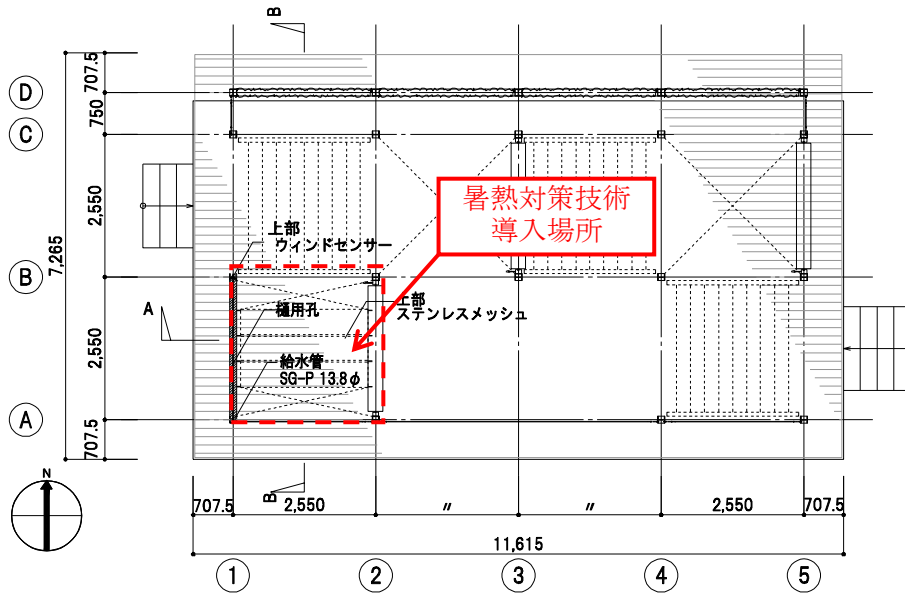 B
707.5
D
750
C
2,550
7,265
暑熱対策技術
導入場所
上部
ウィンドセンサー
B
A
樋用孔
上部
ステンレスメッシュ
2,550
給水管
SG-P 13.8φ
A
707.5
N
B
707.5
2,550
〃
〃
2,550
707.5
11,615
1
2
3
4
5